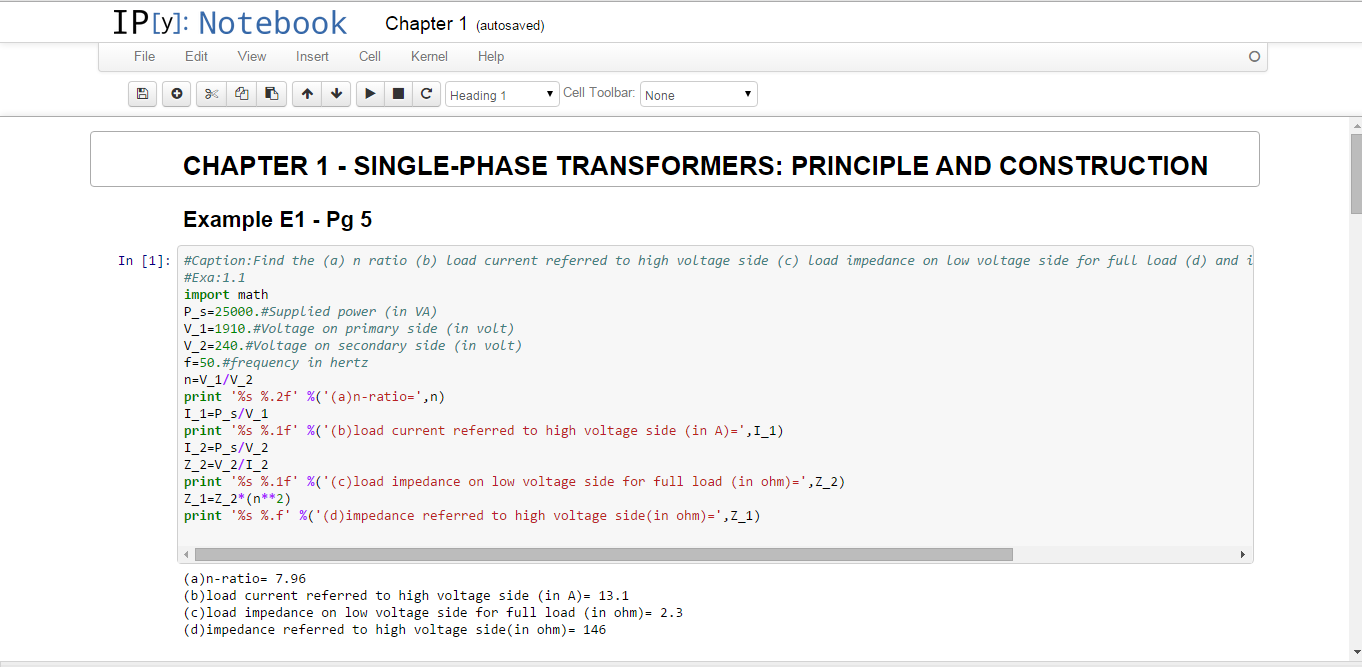 IP[y]: Notebook Chapter 1 (autosaved)
File Edit View Insert Cell Kernel Help
Heading 1 Cell Toolbar: None
CHAPTER 1 - SINGLE-PHASE TRANSFORMERS: PRINCIPLE AND CONSTRUCTION
Example E1 - Pg 5
In [1]: #Caption:Find the (a) n ratio (b) load current referred to high voltage side (c) load impedance on low voltage side for full load (d) and i
#Exa:1.1
import math
P_s=25000.#Supplied power (in VA)
V_1=1910.#Voltage on primary side (in volt)
V_2=240.#Voltage on secondary side (in volt)
f=50.#frequency in hertz
n=V_1/V_2
print '%s %.2f' %('(a)n-ratio=',n)
I_1=P_s/V_1
print '%s %.1f' %('(b)load current referred to high voltage side (in A)=',I_1)
I_2=P_s/V_2
Z_2=V_2/I_2
print '%s %.1f' %('(c)load impedance on low voltage side for full load (in ohm)=',Z_2)
Z_1=Z_2*(n**2)
print '%s %.f' %('(d)impedance referred to high voltage side(in ohm)=',Z_1)
(a)n-ratio= 7.96
(b)load current referred to high voltage side (in A)= 13.1
(c)load impedance on low voltage side for full load (in ohm)= 2.3
(d)impedance referred to high voltage side(in ohm)= 146